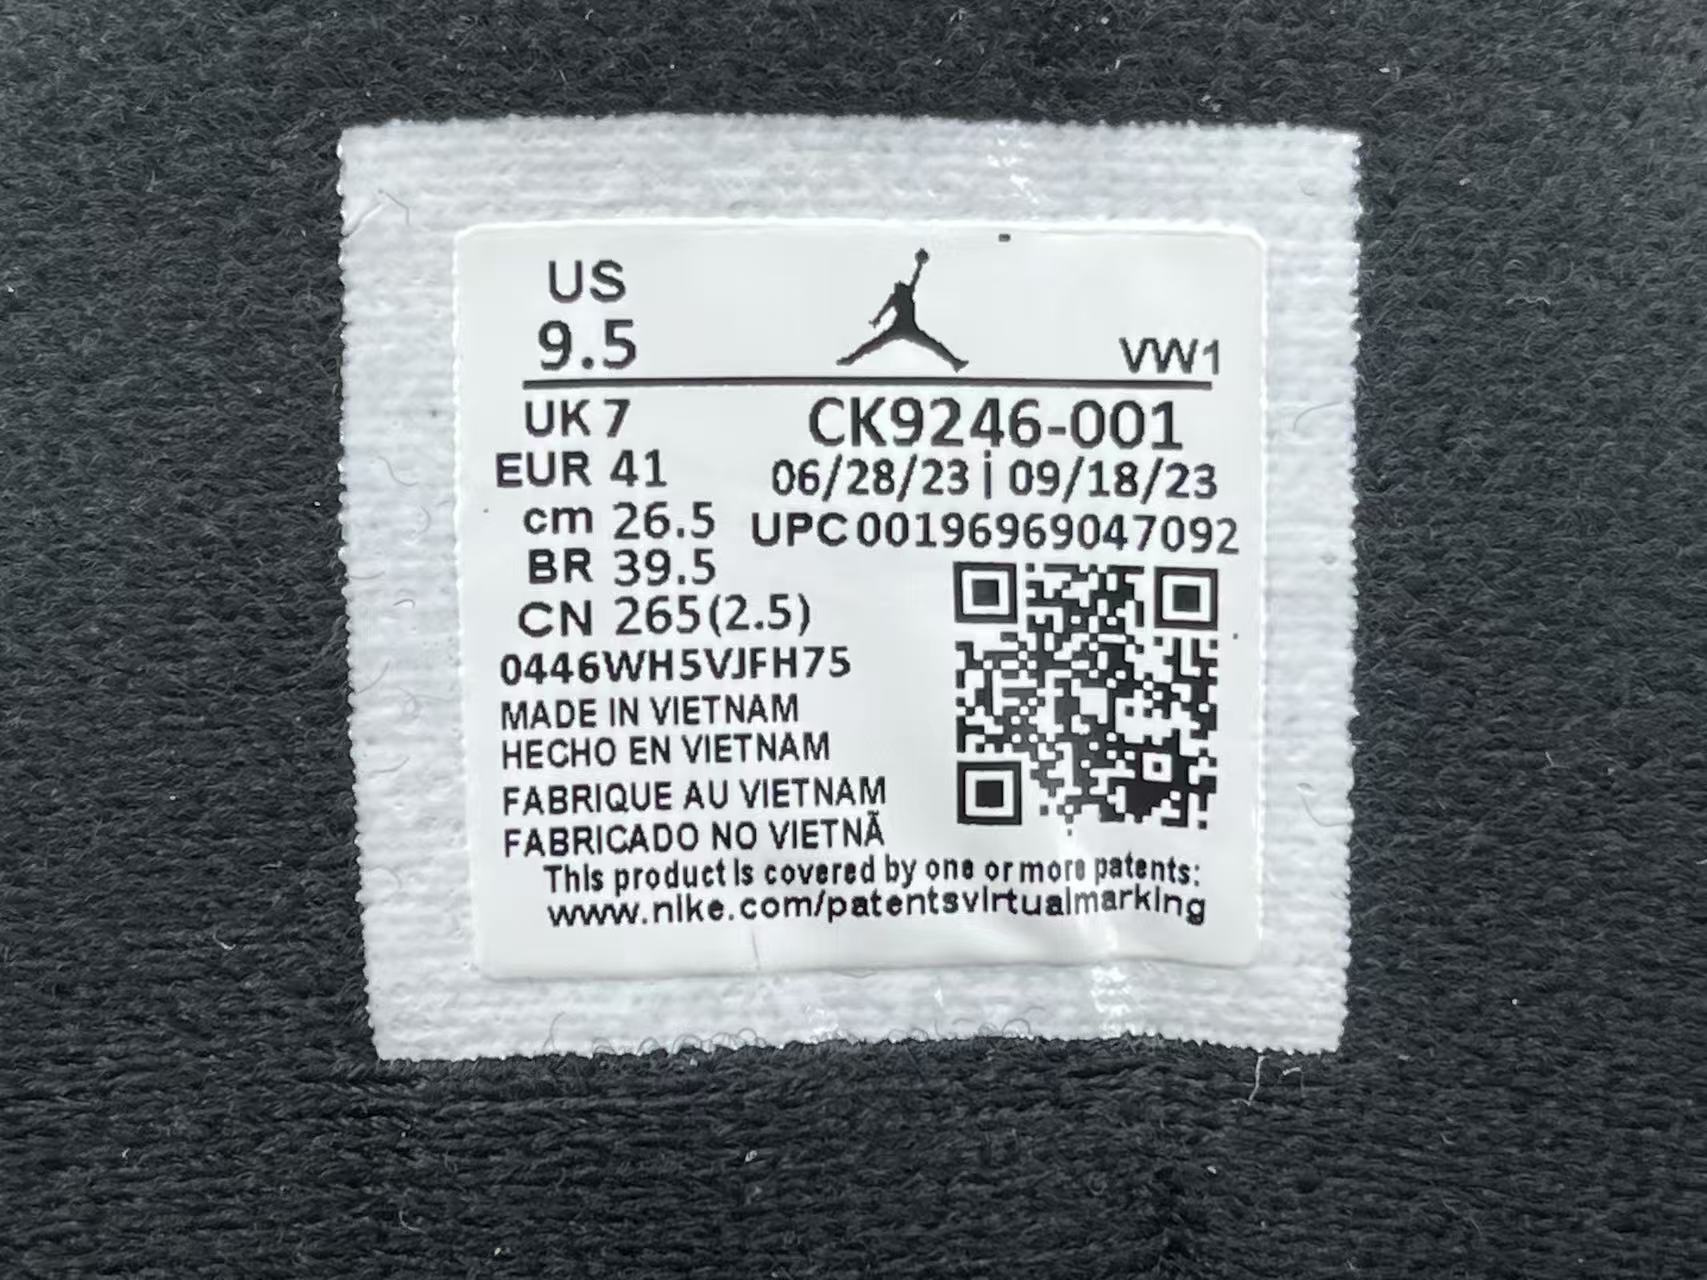 US
9.5
VW1
UK 7
CK9246-001
EUR 41
06/28/23 | 09/18/23
cm 26.5
UPC 00196969047092
BR 39.5
CN 265(2.5)
0446WH5VJFH75
MADE IN VIETNAM
HECHO EN VIETNAM
FABRIQUE AU VIETNAM
FABRICADO NO VIETNÃ
This product is covered by one or more patents:
www.nike.com/patentsvirtualmarking